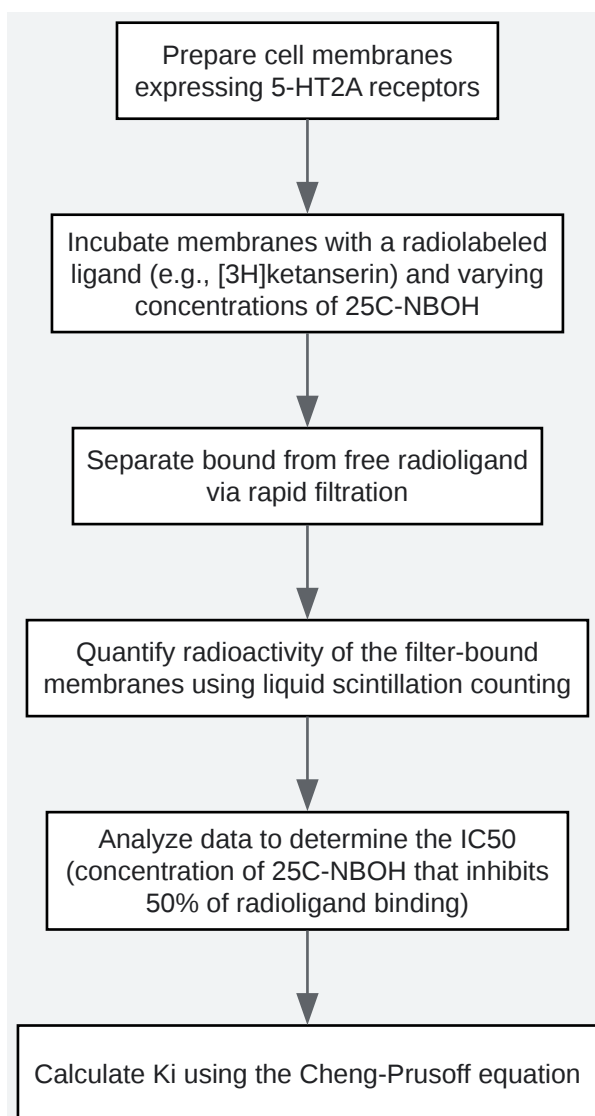 Prepare cell membranes
expressing 5-HT2A receptors
Incubate membranes with a radiolabeled
ligand (e.g., [3H]ketanserin) and varying
concentrations of 25C-NBOH
Separate bound from free radioligand
via rapid filtration
Quantify radioactivity of the filter-bound
membranes using liquid scintillation counting
Analyze data to determine the IC50
(concentration of 25C-NBOH that inhibits
50% of radioligand binding)
Calculate Ki using the Cheng-Prusoff equation